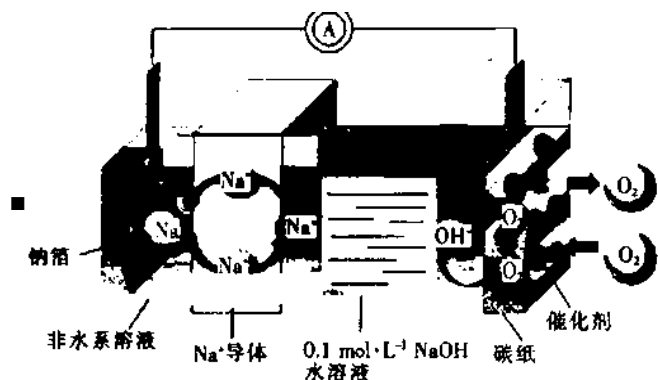 A
Na⁺
Na
Na⁺
Na⁺
OH⁻
O₂
O₂
钠箔
非水系溶液
Na⁺导体
0.1 mol·L⁻¹ NaOH
水溶液
碳纸
催化剂